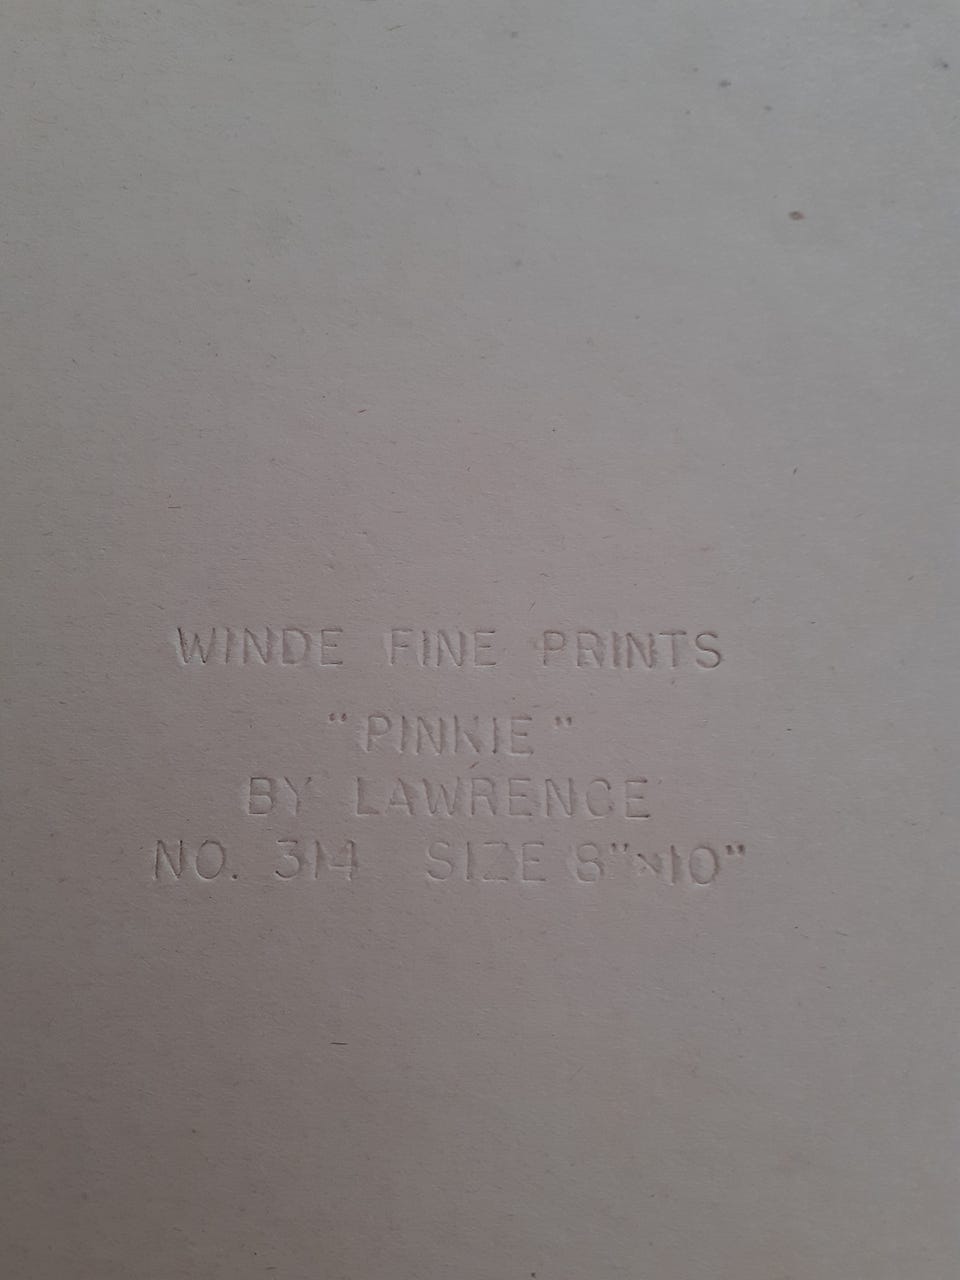 WINDE FINE PRINTS
"PINKIE"
BY LAWRENCE
NO. 314 SIZE 8"x10"